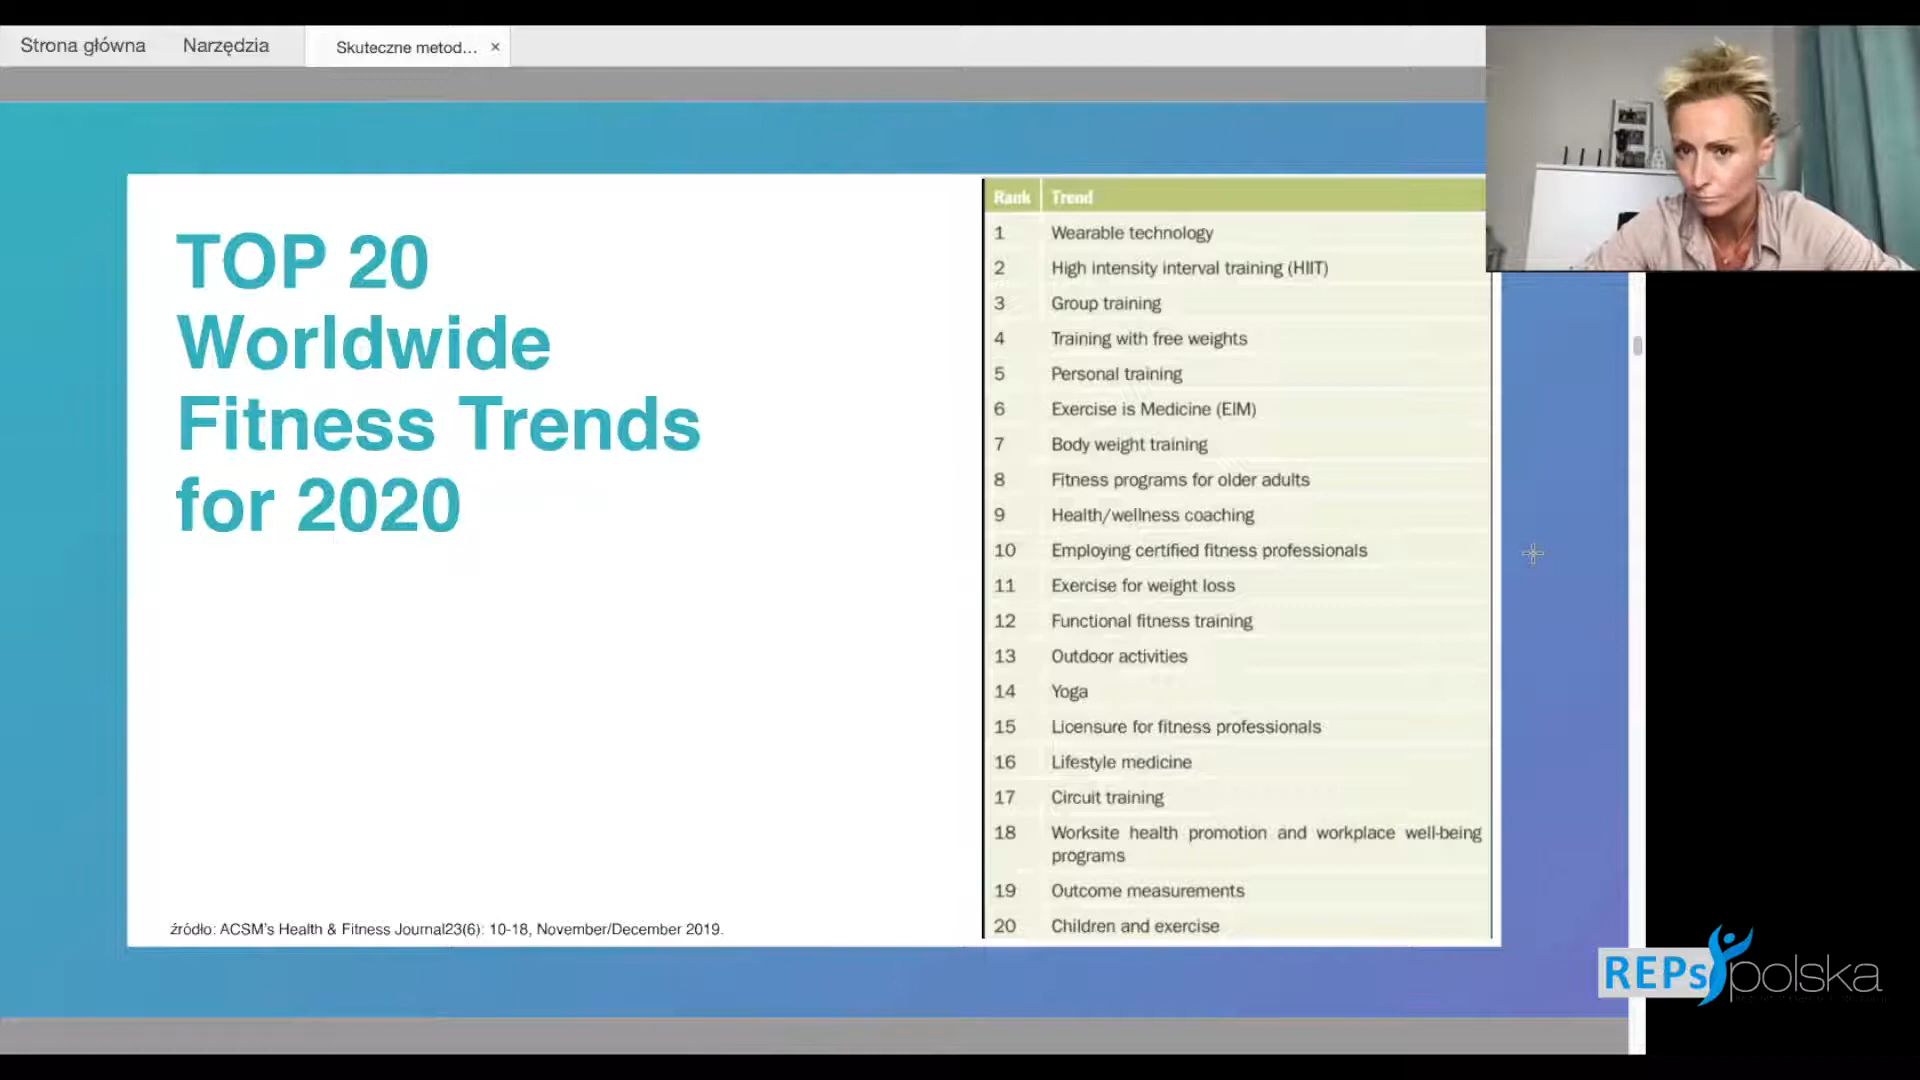 Strona główna
Narzędzia
Skuteczne metod... ×
TOP 20
Worldwide
Fitness Trends
for 2020
źródło: ACSM's Health & Fitness Journal23(6): 10-18, November/December 2019.
Rank Trend
1 Wearable technology
2 High intensity interval training (HIIT)
3 Group training
4 Training with free weights
5 Personal training
6 Exercise is Medicine (EIM)
7 Body weight training
8 Fitness programs for older adults
9 Health/wellness coaching
10 Employing certified fitness professionals
11 Exercise for weight loss
12 Functional fitness training
13 Outdoor activities
14 Yoga
15 Licensure for fitness professionals
16 Lifestyle medicine
17 Circuit training
18 Worksite health promotion and workplace well-being
programs
19 Outcome measurements
20 Children and exercise
REPs polska